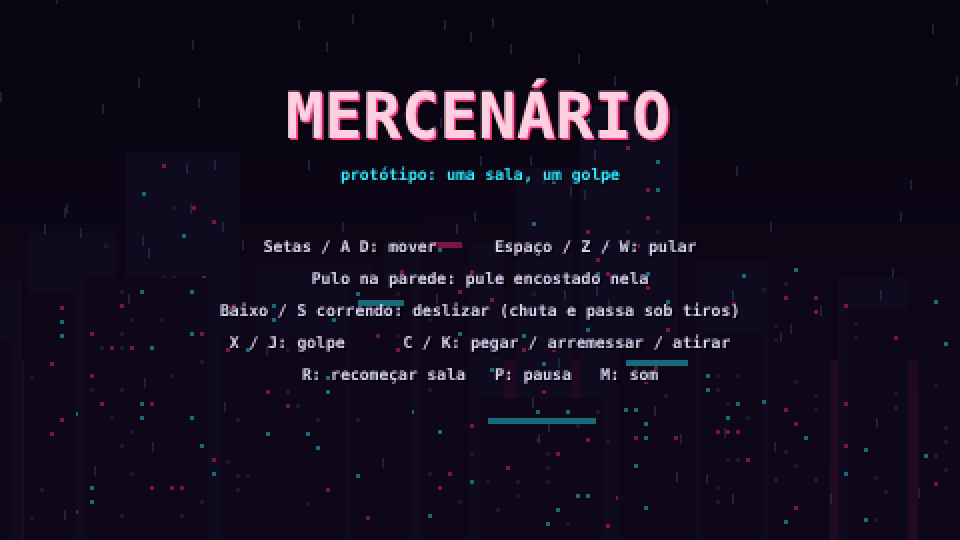 MERCENÁRIO
protótipo: uma sala, um golpe
Setas / A D: mover   Espaço / Z / W: pular
Pulo na parede: pule encostado nela
Baixo / S correndo: deslizar (chuta e passa sob tiros)
X / J: golpe   C / K: pegar / arremessar / atirar
R: recomeçar sala   P: pausa   M: som